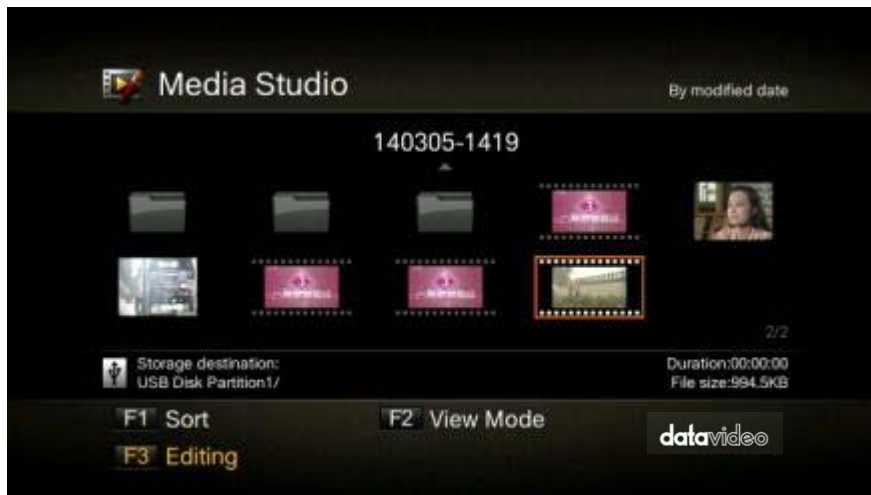 Media Studio
By modified date
140305-1419
2/2
Storage destination:
USB Disk Partition1/
Duration:00:00:00
File size:994.5KB
F1 Sort
F2 View Mode
F3 Editing
datavideo